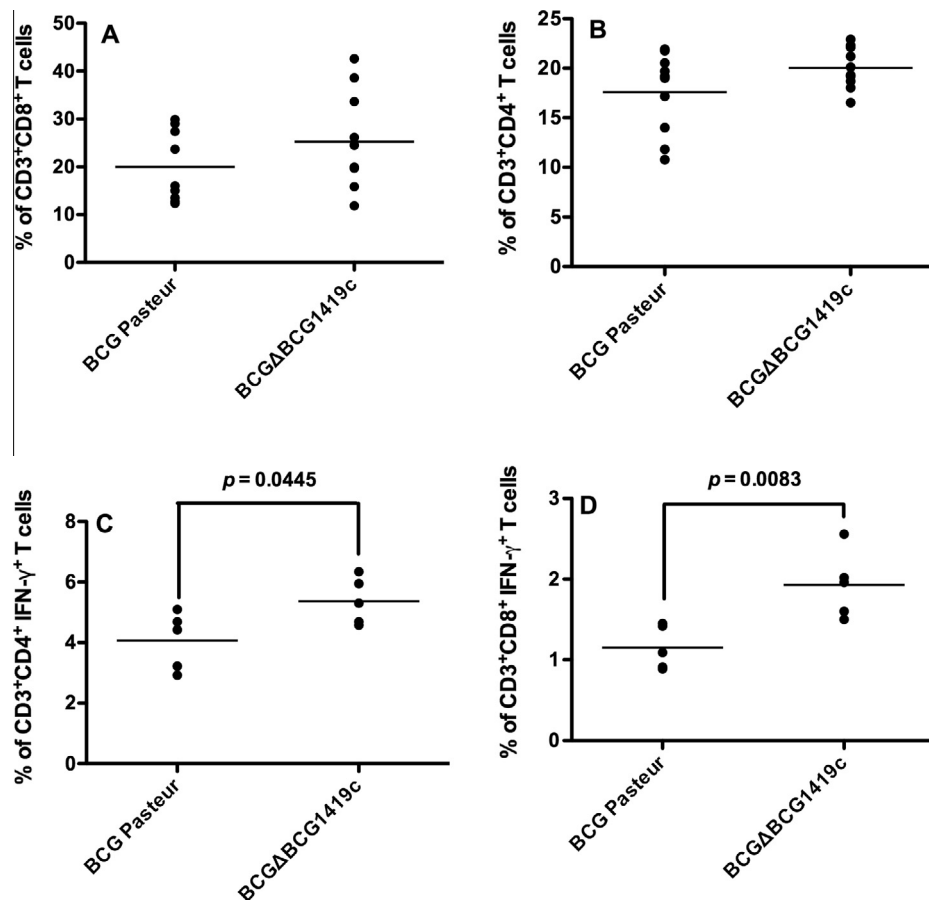 A
% of CD3+CD8+ T cells
50
40
30
20
10
0
BCG Pasteur
BCGΔBCG1419c
B
% of CD3+CD4+ T cells
25
20
15
10
5
0
BCG Pasteur
BCGΔBCG1419c
C
p = 0.0445
% of CD3+CD4+ IFN-γ+ T cells
8
6
4
2
0
BCG Pasteur
BCGΔBCG1419c
D
p = 0.0083
% of CD3+CD8+ IFN-γ+ T cells
3
2
1
0
BCG Pasteur
BCGΔBCG1419c